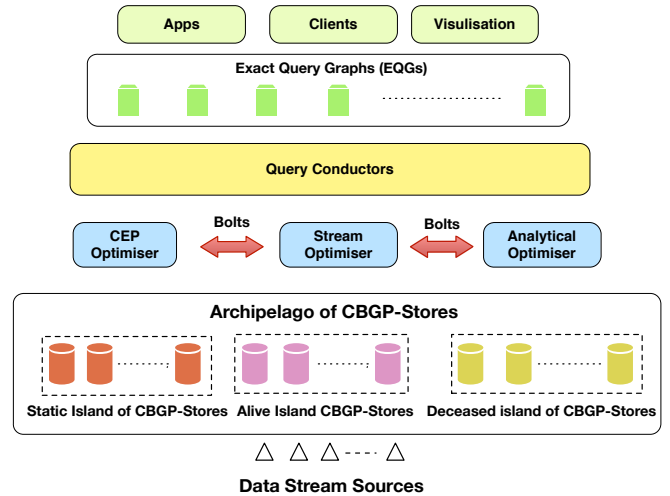 Apps
Clients
Visulisation
Exact Query Graphs (EQGs)
Query Conductors
CEP
Optimiser
Bolts
Stream
Optimiser
Bolts
Analytical
Optimiser
Archipelago of CBGP-Stores
Static Island of CBGP-Stores
Alive Island CBGP-Stores
Deceased island of CBGP-Stores
Data Stream Sources